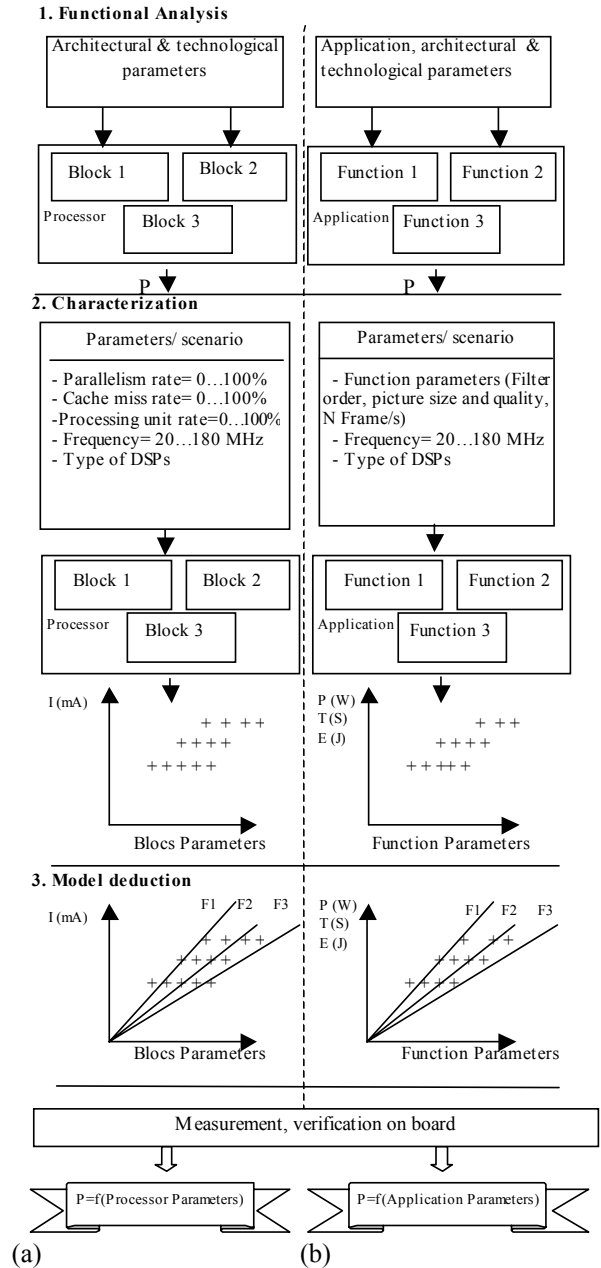 1. Functional Analysis
Architectural & technological
parameters
Block 1
Block 2
Processor
Block 3
P
Application, architectural &
technological parameters
Function 1
Function 2
Application
Function 3
P
2. Characterization
Parameters/ scenario
- Parallelism rate= 0…100%
- Cache miss rate= 0…100%
-Processing unit rate=0…100%
- Frequency= 20…180 MHz
- Type of DSPs
Block 1
Block 2
Processor
Block 3
I (mA)
Blocs Parameters
Parameters/ scenario
- Function parameters (Filter
order, picture size and quality,
N Frame/s)
- Frequency= 20…180 MHz
- Type of DSPs
Function 1
Function 2
Application
Function 3
P (W)
T (S)
E (J)
Function Parameters
3. Model deduction
I (mA)
F1 F2 F3
Blocs Parameters
P (W)
T (S)
E (J)
F1 F2 F3
Function Parameters
Measurement, verification on board
P=f(Processor Parameters)
P=f(Application Parameters)
(a)
(b)